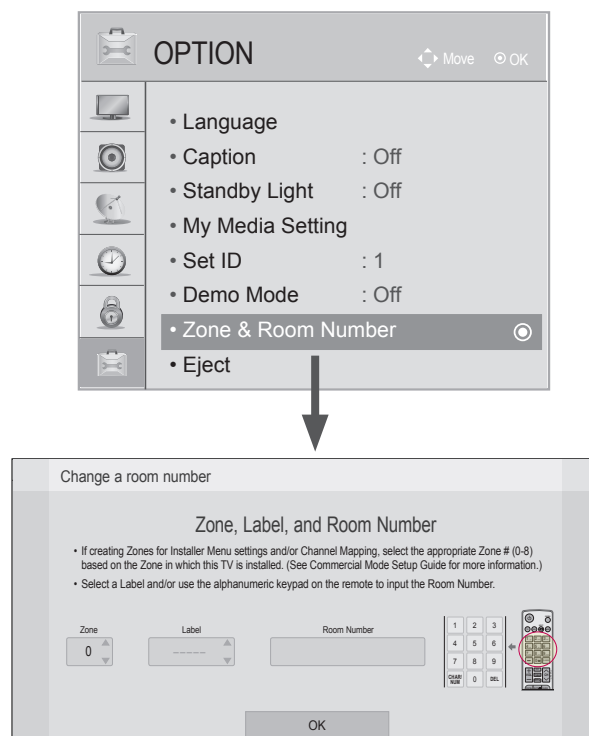 OPTION
Move OK
• Language
• Caption : Off
• Standby Light : Off
• My Media Setting
• Set ID : 1
• Demo Mode : Off
• Zone & Room Number
• Eject
Change a room number
Zone, Label, and Room Number
• If creating Zones for Installer Menu settings and/or Channel Mapping, select the appropriate Zone # (0-8)
based on the Zone in which this TV is installed. (See Commercial Mode Setup Guide for more information.)
• Select a Label and/or use the alphanumeric keypad on the remote to input the Room Number.
Zone Label Room Number
0 -----
1 2 3
4 5 6
7 8 9
CHAR/
NUM 0 DEL
OK